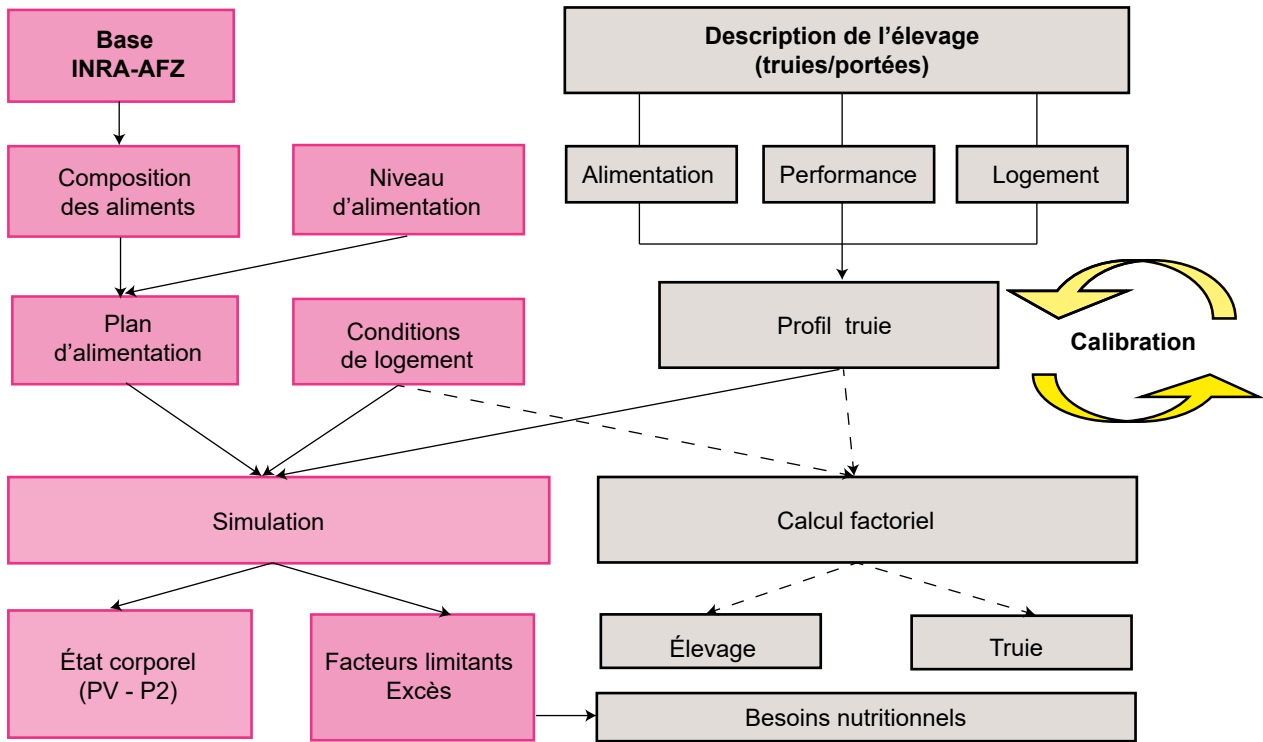 Base
INRA-AFZ
Description de l’élevage
(truies/portées)
Composition
des aliments
Niveau
d’alimentation
Alimentation
Performance
Logement
Plan
d’alimentation
Conditions
de logement
Profil truie
Calibration
Simulation
Calcul factoriel
État corporel
(PV - P2)
Facteurs limitants
Excès
Élevage
Truie
Besoins nutritionnels